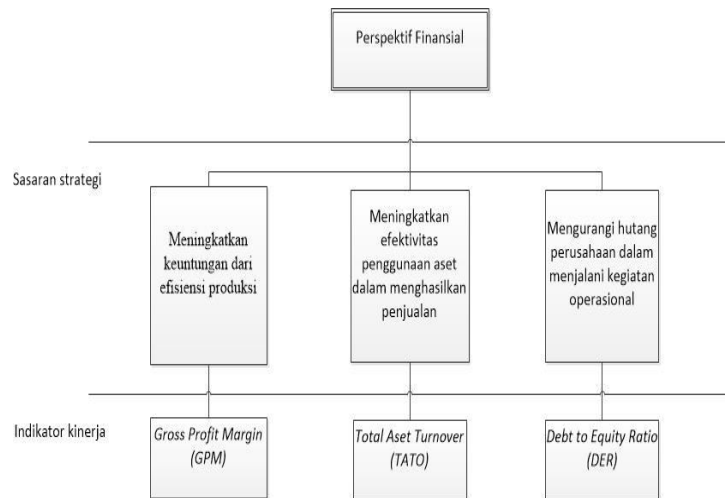 Perspektif Finansial
Sasaran strategi
Meningkatkan
keuntungan dari
efisiensi produksi
Meningkatkan
efektivitas
penggunaan aset
dalam menghasilkan
penjualan
Mengurangi hutang
perusahaan dalam
menjalani kegiatan
operasional
Indikator kinerja
Gross Profit Margin
(GPM)
Total Aset Turnover
(TATO)
Debt to Equity Ratio
(DER)